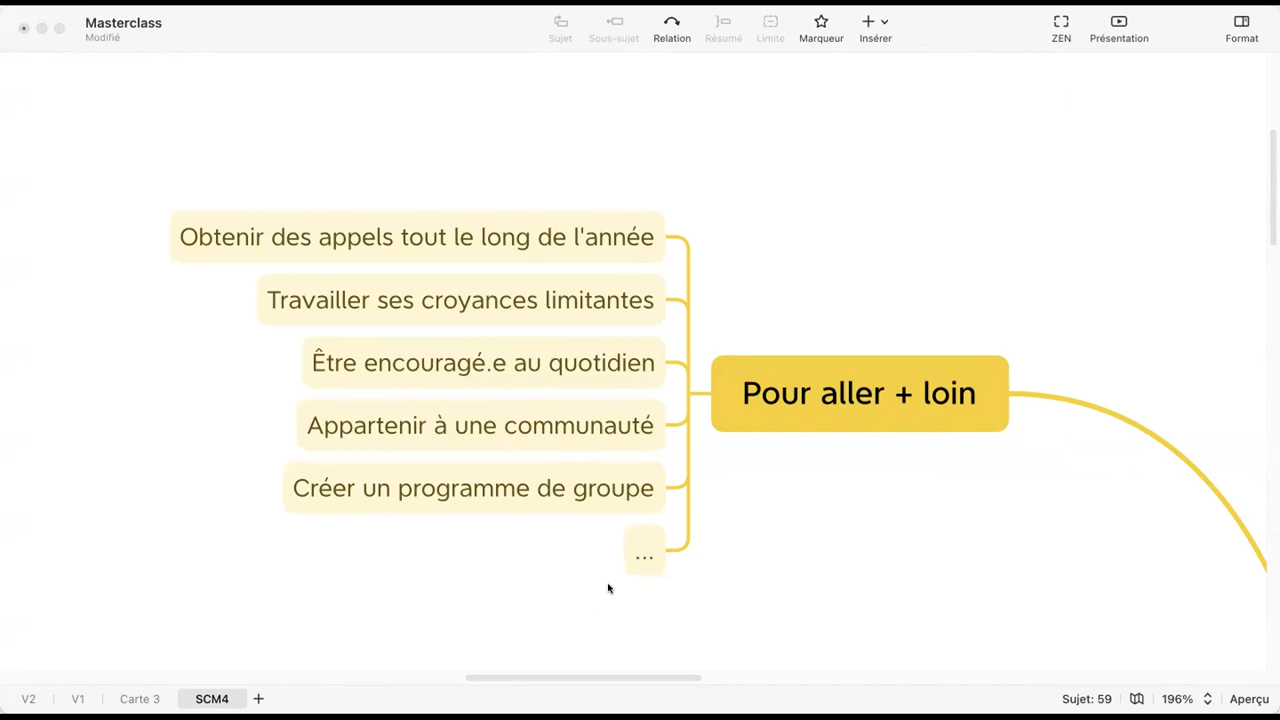 Masterclass
Modifié
Sujet
Sous-sujet
Relation
Résumé
Limite
Marqueur
Insérer
ZEN
Présentation
Format
Obtenir des appels tout le long de l'année
Travailler ses croyances limitantes
Être encouragé.e au quotidien
Appartenir à une communauté
Créer un programme de groupe
...
Pour aller + loin
V2
V1
Carte 3
SCM4
Sujet: 59
196%
Aperçu